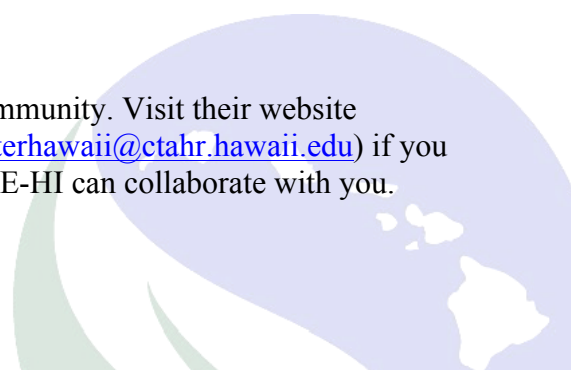 mmunity. Visit their website
terhawaii@ctahr.hawaii.edu) if you
E-HI can collaborate with you.